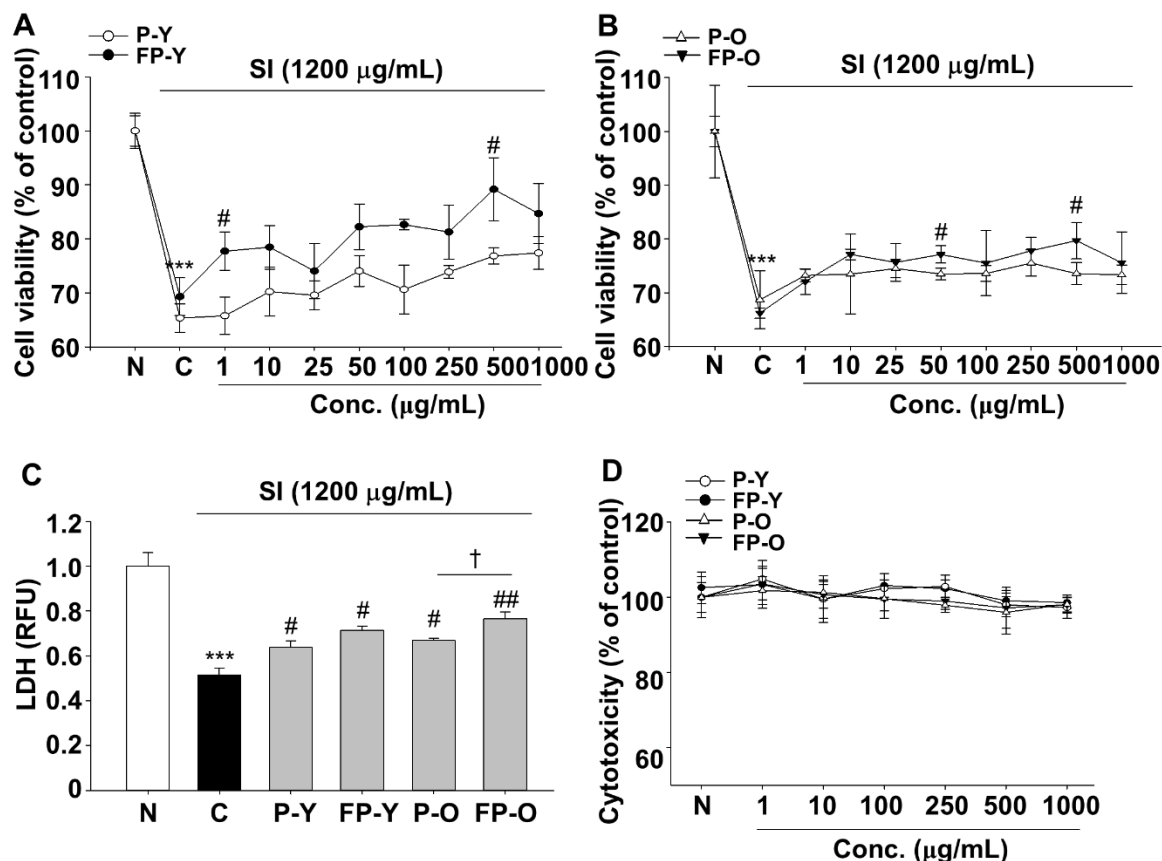 A
P-Y
FP-Y
SI (1200 μg/mL)
Cell viability (% of control)
110
100
90
80
70
60
***
#
#
N C 1 10 25 50 100 250 500 1000
Conc. (μg/mL)
B
P-O
FP-O
SI (1200 μg/mL)
Cell viability (% of control)
110
100
90
80
70
60
***
#
#
N C 1 10 25 50 100 250 500 1000
Conc. (μg/mL)
C
SI (1200 μg/mL)
LDH (RFU)
1.2
1.0
0.8
0.6
0.4
0.2
0
***
#
#
#
†
##
N C P-Y FP-Y P-O FP-O
D
P-Y
FP-Y
P-O
FP-O
Cytotoxicity (% of control)
120
100
80
60
N 1 10 100 250 500 1000
Conc. (μg/mL)